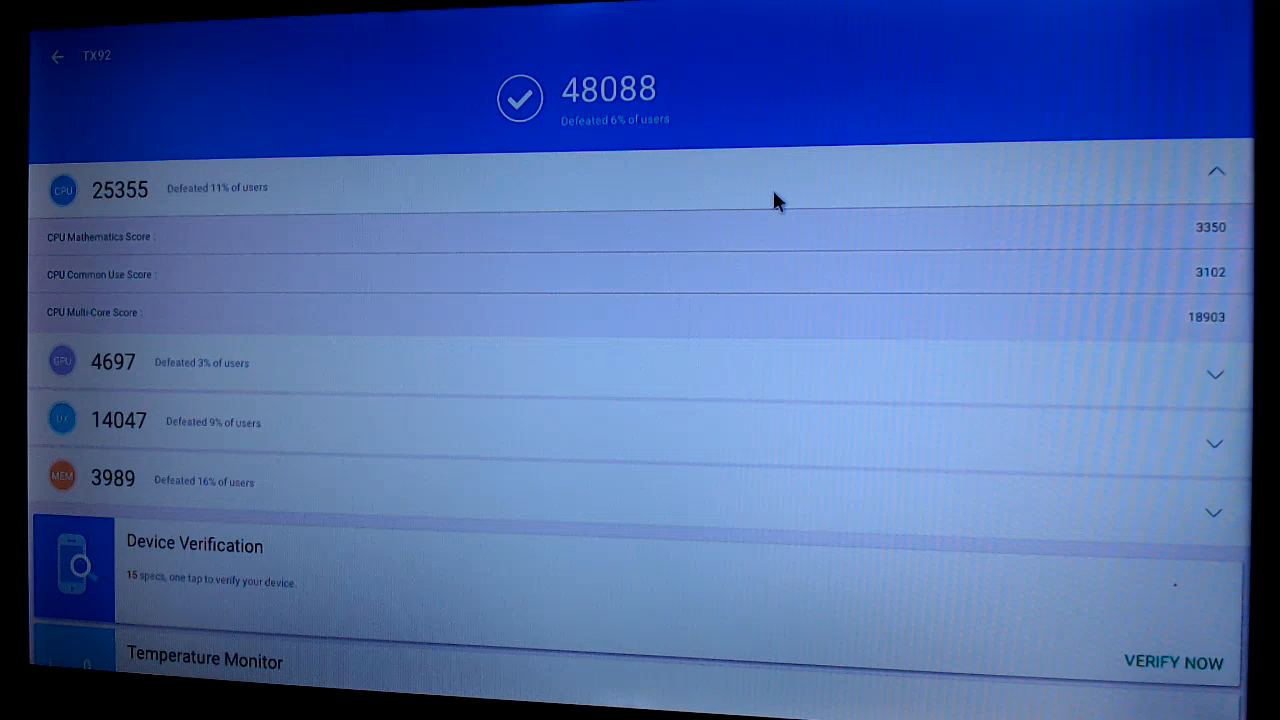 TX92
48088
Defeated 6% of users
CPU 25355 Defeated 11% of users
CPU Mathematics Score : 3350
CPU Common Use Score : 3102
CPU Multi-Core Score : 18903
GPU 4697 Defeated 3% of users
UX 14047 Defeated 9% of users
MEM 3989 Defeated 16% of users
Device Verification
15 specs, one tap to verify your device.
VERIFY NOW
Temperature Monitor